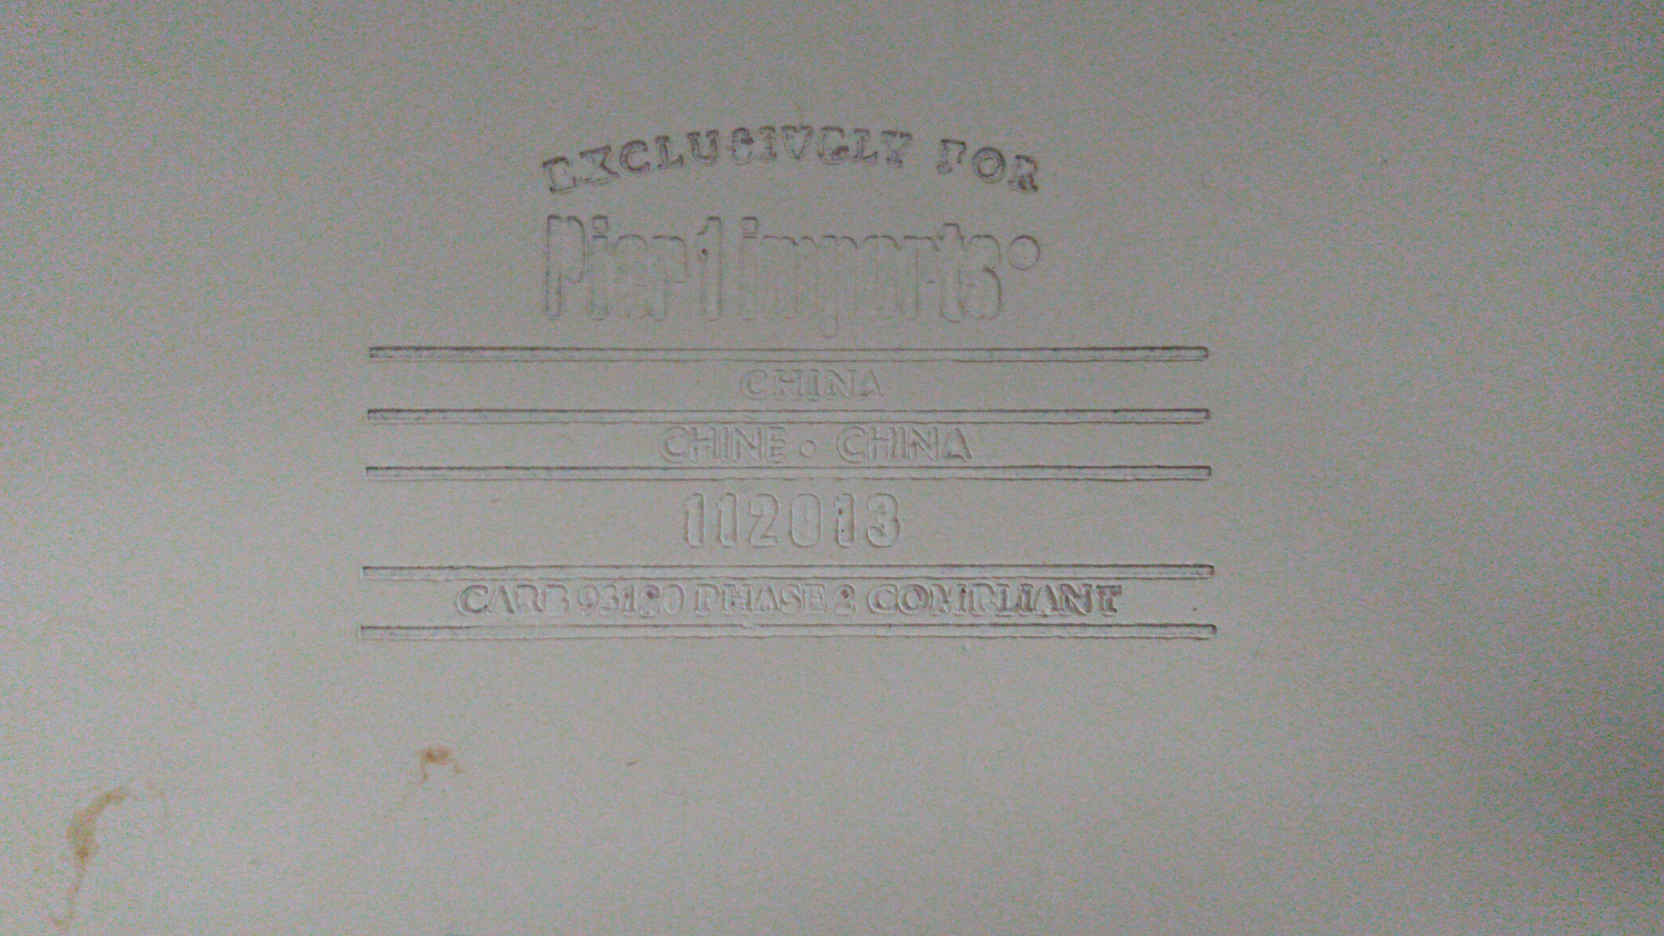 EXCLUSIVELY FOR
Pier 1 imports®
CHINA
CHINE • CHINA
112013
CARB 93120 PHASE 2 COMPLIANT